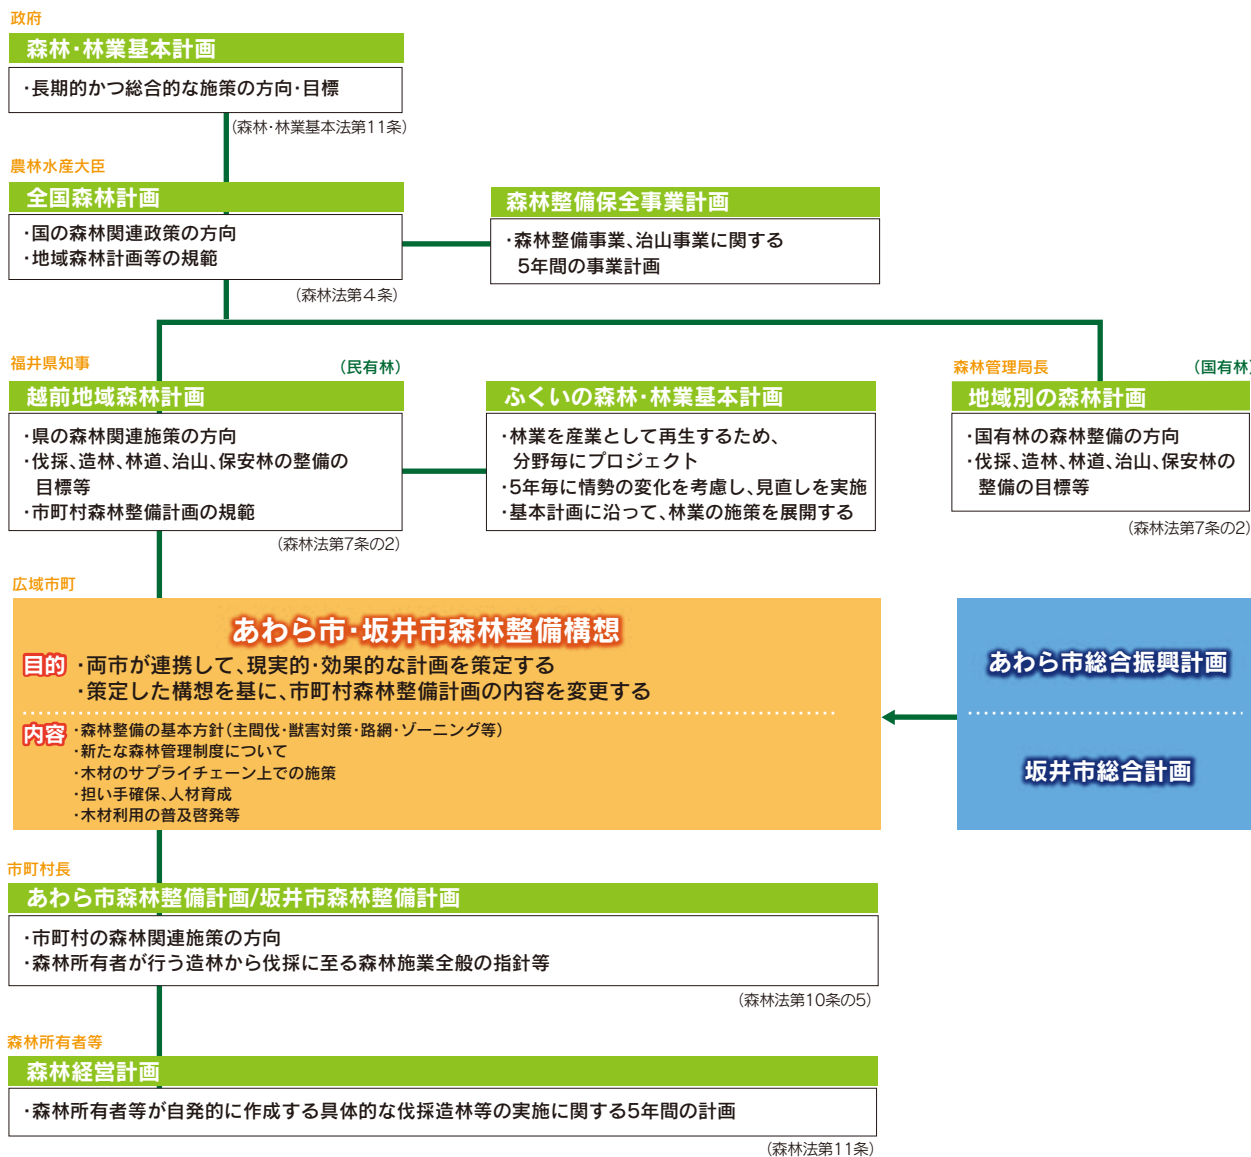 政府
森林・林業基本計画
・長期的かつ総合的な施策の方向・目標
(森林・林業基本法第11条)
農林水産大臣
全国森林計画
・国の森林関連政策の方向
・地域森林計画等の規範
(森林法第４条)
森林整備保全事業計画
・森林整備事業、治山事業に関する
5年間の事業計画
福井県知事
(民有林)
越前地域森林計画
・県の森林関連施策の方向
・伐採、造林、林道、治山、保安林の整備の
目標等
・市町村森林整備計画の規範
(森林法第7条の2)
ふくいの森林・林業基本計画
・林業を産業として再生するため、
分野毎にプロジェクト
・5年毎に情勢の変化を考慮し、見直しを実施
・基本計画に沿って、林業の施策を展開する
森林管理局長
(国有林)
地域別の森林計画
・国有林の森林整備の方向
・伐採、造林、林道、治山、保安林の
整備の目標等
(森林法第7条の2)
広域市町
あわら市・坂井市森林整備構想
目的 ・両市が連携して、現実的・効果的な計画を策定する
・策定した構想を基に、市町村森林整備計画の内容を変更する
内容 ・森林整備の基本方針(主間伐・獣害対策・路網・ゾーニング等)
・新たな森林管理制度について
・木材のサプライチェーン上での施策
・担い手確保、人材育成
・木材利用の普及啓発等
あわら市総合振興計画
坂井市総合計画
市町村長
あわら市森林整備計画/坂井市森林整備計画
・市町村の森林関連施策の方向
・森林所有者が行う造林から伐採に至る森林施業全般の指針等
(森林法第10条の5)
森林所有者等
森林経営計画
・森林所有者等が自発的に作成する具体的な伐採造林等の実施に関する5年間の計画
(森林法第11条)